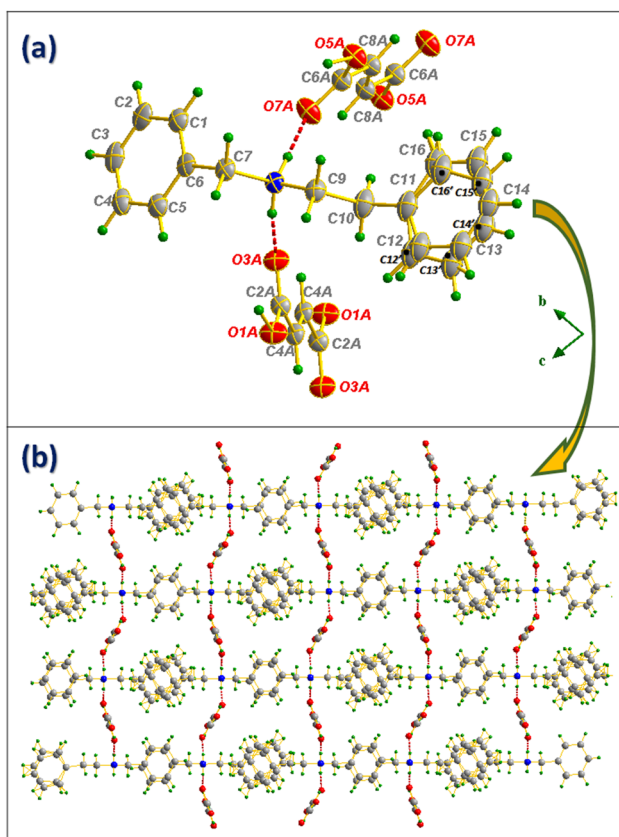 (a)
O5A
C8A
O7A
C6A
C6A
O7A
O5A
C8A
C2
C1
C3
C7
C6
C4
C5
C9
C10
C16
C15
C11
C16'
C15'
C14
C14'
C12
C13
C12'
C13'
O3A
C2A
C4A
O1A
O1A
C4A
C2A
O3A
b
c
(b)